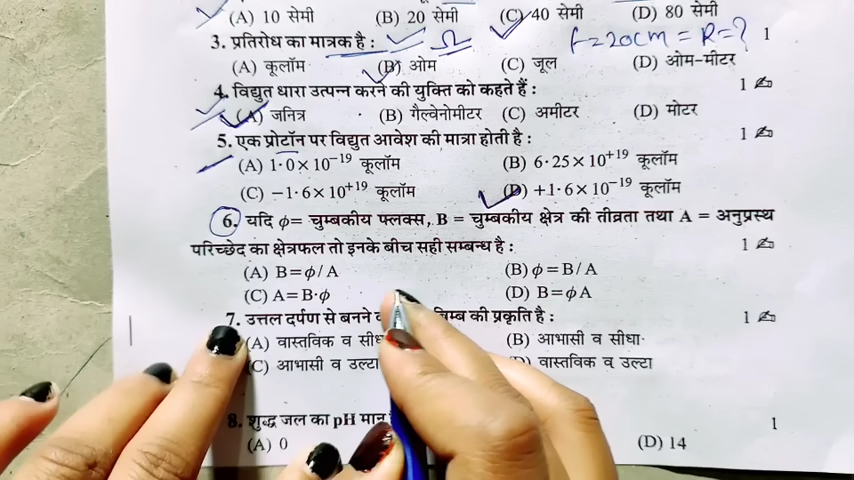 (A) 10 सेमी (B) 20 सेमी (C) 40 सेमी (D) 80 सेमी
3. प्रतिरोध का मात्रक है : Ω f=20cm = R=? 1
(A) कूलॉम (B) ओम (C) जूल (D) ओम-मीटर
4. विद्युत धारा उत्पन्न करने की युक्ति को कहते हैं : 1
(A) जनित्र (B) गैल्वेनोमीटर (C) अमीटर (D) मोटर
5. एक प्रोटॉन पर विद्युत आवेश की मात्रा होती है : 1
(A) 1·0×10⁻¹⁹ कूलॉम (B) 6·25×10⁺¹⁹ कूलॉम
(C) −1·6×10⁺¹⁹ कूलॉम (D) +1·6×10⁻¹⁹ कूलॉम
6. यदि ϕ= चुम्बकीय फ्लक्स, B = चुम्बकीय क्षेत्र की तीव्रता तथा A = अनुप्रस्थ
परिच्छेद का क्षेत्रफल तो इनके बीच सही सम्बन्ध है : 1
(A) B=ϕ/A (B) ϕ=B/A
(C) A=B·ϕ (D) B=ϕA
7. उत्तल दर्पण से बनने की प्रकृति है : 1
(A) वास्तविक व (B) आभासी व सीधा
(C) आभासी व उल्टा (D) वास्तविक व उल्टा
8. शुद्ध जल का pH मान 1
(A) 0 (D) 14